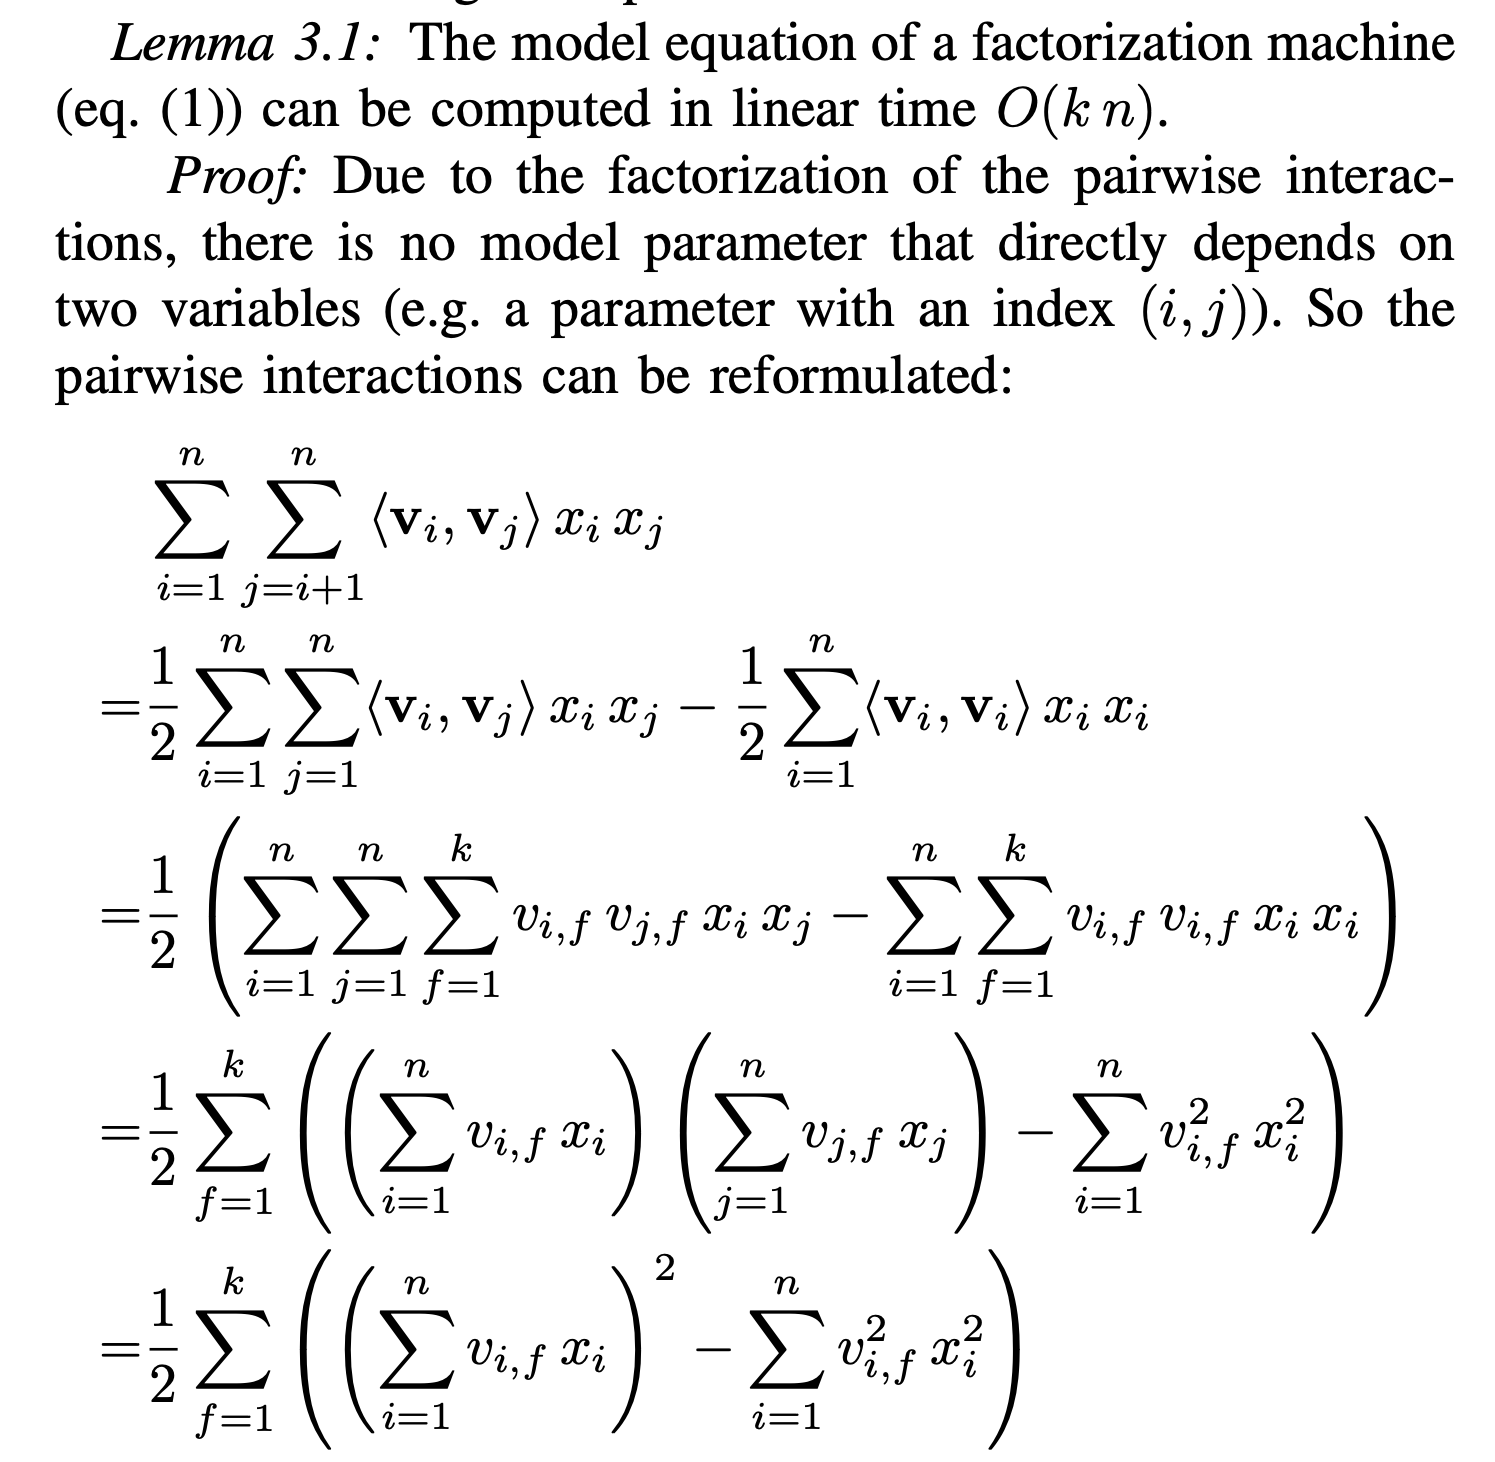 Lemma 3.1: The model equation of a factorization machine
(eq. (1)) can be computed in linear time O(k n).
Proof: Due to the factorization of the pairwise interac-
tions, there is no model parameter that directly depends on
two variables (e.g. a parameter with an index (i, j)). So the
pairwise interactions can be reformulated:
\sum_{i=1}^{n} \sum_{j=i+1}^{n} \langle \mathbf{v}_i, \mathbf{v}_j \rangle x_i x_j
= \frac{1}{2} \sum_{i=1}^{n} \sum_{j=1}^{n} \langle \mathbf{v}_i, \mathbf{v}_j \rangle x_i x_j - \frac{1}{2} \sum_{i=1}^{n} \langle \mathbf{v}_i, \mathbf{v}_i \rangle x_i x_i
= \frac{1}{2} \left( \sum_{i=1}^{n} \sum_{j=1}^{n} \sum_{f=1}^{k} v_{i,f} v_{j,f} x_i x_j - \sum_{i=1}^{n} \sum_{f=1}^{k} v_{i,f} v_{i,f} x_i x_i \right)
= \frac{1}{2} \sum_{f=1}^{k} \left( \left( \sum_{i=1}^{n} v_{i,f} x_i \right) \left( \sum_{j=1}^{n} v_{j,f} x_j \right) - \sum_{i=1}^{n} v_{i,f}^2 x_i^2 \right)
= \frac{1}{2} \sum_{f=1}^{k} \left( \left( \sum_{i=1}^{n} v_{i,f} x_i \right)^2 - \sum_{i=1}^{n} v_{i,f}^2 x_i^2 \right)